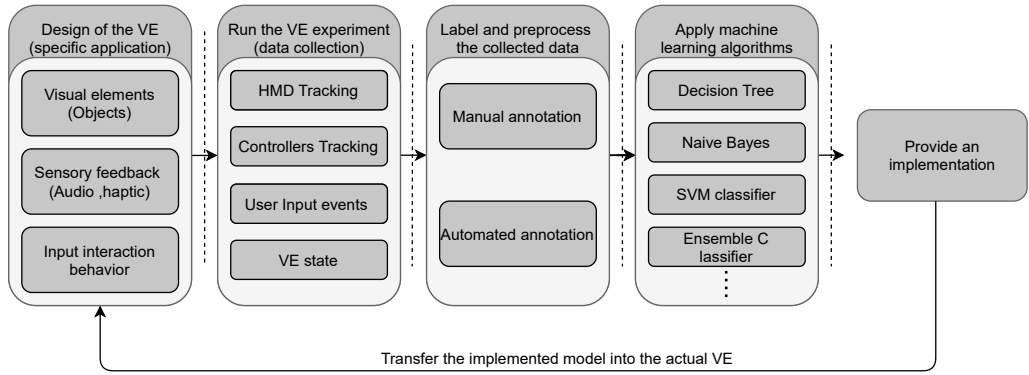 Design of the VE
(specific application)
Visual elements
(Objects)
Sensory feedback
(Audio ,haptic)
Input interaction
behavior
Run the VE experiment
(data collection)
HMD Tracking
Controllers Tracking
User Input events
VE state
Label and preprocess
the collected data
Manual annotation
Automated annotation
Apply machine
learning algorithms
Decision Tree
Naive Bayes
SVM classifier
Ensemble C
lassifier
Provide an
implementation
Transfer the implemented model into the actual VE